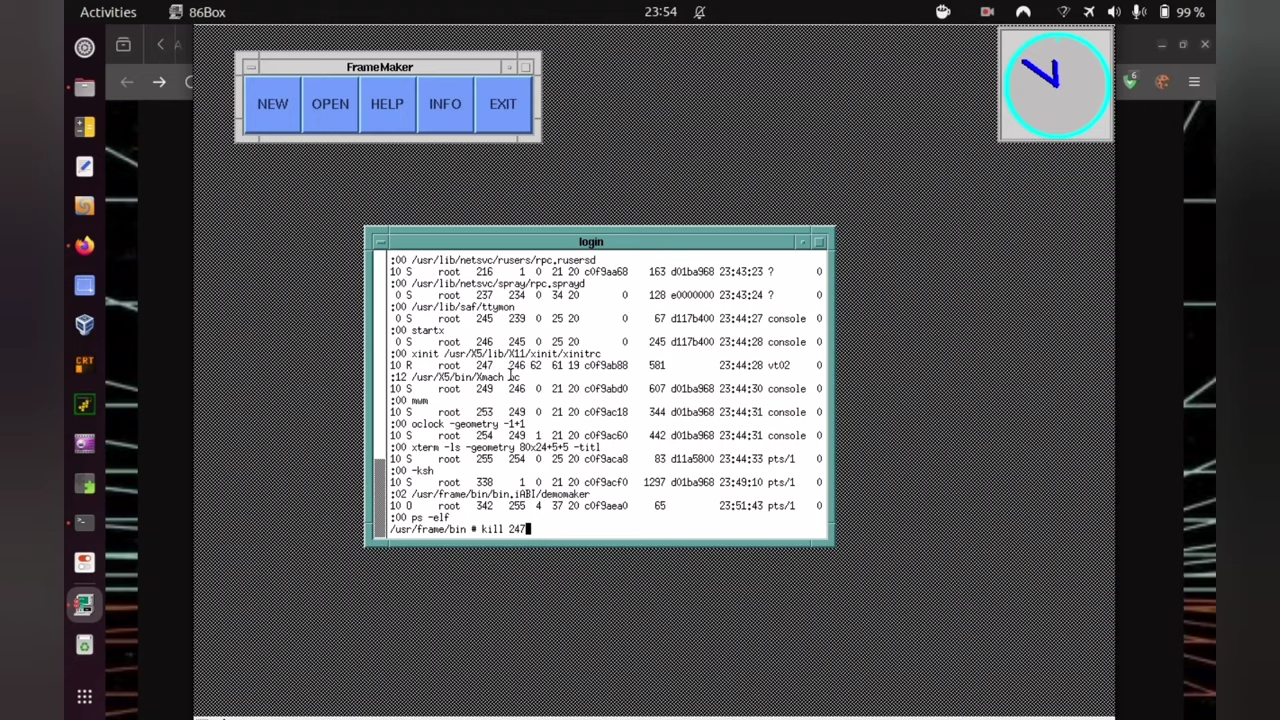 Activities
86Box
23:54
99 %
FrameMaker
NEW OPEN HELP INFO EXIT
6
login
:00 /usr/lib/netsvc/rusers/rpc.rusersd
10 S root 216 1 0 21 20 c0f9aa68 163 d01ba968 23:43:23 ? 0
:00 /usr/lib/netsvc/spray/rpc.sprayd
0 S root 237 234 0 34 20 0 128 e0000000 23:43:24 ? 0
:00 /usr/lib/saf/ttymon
0 S root 245 239 0 25 20 0 67 d117b400 23:44:27 console 0
:00 startx
0 S root 246 245 0 25 20 0 245 d117b400 23:44:28 console 0
:00 xinit /usr/X5/lib/X11/xinit/xinitrc
10 R root 247 246 62 61 19 c0f9ab88 581 23:44:28 vt02 0
:12 /usr/X5/bin/Xmach
10 S root 249 246 0 21 20 c0f9abd0 607 d01ba968 23:44:30 console 0
:00 mwm
10 S root 253 249 0 21 20 c0f9ac18 344 d01ba968 23:44:31 console 0
:00 oclock -geometry -1+1
10 S root 254 249 1 21 20 c0f9ac60 442 d01ba968 23:44:31 console 0
:00 xterm -ls -geometry 80x24+5+5 -titl
10 S root 255 254 0 25 20 c0f9aca8 83 d11a5800 23:44:33 pts/1 0
:00 -ksh
10 S root 338 1 0 21 20 c0f9acf0 1297 d01ba968 23:49:10 pts/1 0
:02 /usr/frame/bin/bin.iABI/demomaker
10 O root 342 255 4 37 20 c0f9aea0 65 23:51:43 pts/1 0
:00 ps -elf
/usr/frame/bin # kill 247
CRT